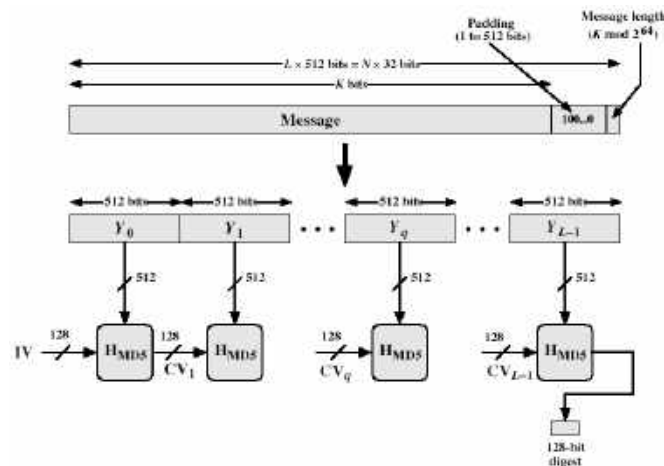 Padding
(1 to 512 bits)
Message length
(K mod 2^64)
L × 512 bits = N × 32 bits
K bits
Message
100...0
512 bits
512 bits
512 bits
512 bits
Y0
Y1
• • •
Yq
• • •
YL–1
512
512
512
512
IV
128
HMD5
128
CV1
HMD5
128
CVq
HMD5
128
CVL–1
HMD5
128-bit
digest